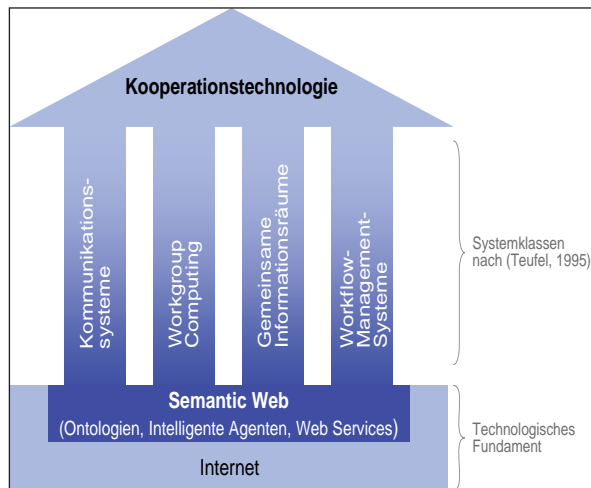 Kooperationstechnologie
Kommunikations-
systeme
Workgroup
Computing
Gemeinsame
Informationsräume
Workflow-
Management-
Systeme
Systemklassen
nach (Teufel, 1995)
Semantic Web
(Ontologien, Intelligente Agenten, Web Services)
Internet
Technologisches
Fundament